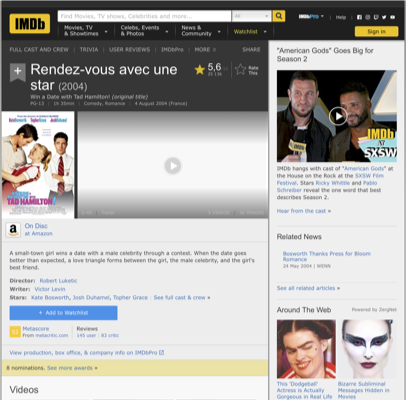 IMDb
Find Movies, TV shows, Celebrities and more...
All
IMDbPro
Help
Movies, TV
& Showtimes
Celebs, Events
& Photos
News &
Community
Watchlist
Sign in
FULL CAST AND CREW | TRIVIA | USER REVIEWS | IMDbPro | MORE
SHARE
Rendez-vous avec une
star (2004)
5,6
Rate
This
Win a Date with Tad Hamilton! (original title)
PG-13 | 1h 35min | Comedy, Romance | 4 August 2004 (France)
TAD HAMILTON!
On Disc
at Amazon
A small-town girl wins a date with a male celebrity through a contest. When the date goes
better than expected, a love triangle forms between the girl, the male celebrity, and the girl's
best friend.
Director: Robert Luketic
Writer: Victor Levin
Stars: Kate Bosworth, Josh Duhamel, Topher Grace | See full cast & crew »
+ Add to Watchlist
Metascore
From metacritic.com
Reviews
145 user | 83 critic
View production, box office, & company info on IMDbPro
8 nominations. See more awards »
Videos
"American Gods" Goes Big for
Season 2
IMDb
AT
SXSW
IMDb hangs with cast of "American Gods" at
the House on the Rock at the SXSW Film
Festival. Stars Ricky Whittle and Pablo
Schreiber reveal the one word that best
describes Season 2.
Hear from the cast »
Related News
Bosworth Thanks Press for Bloom
Romance
24 May 2004 | WENN
See all related articles »
Around The Web
Powered by ZergNet
This 'Dodgeball'
Actress is Actually
Gorgeous in Real Life
Bizarre Subliminal
Messages Hidden in
Movies